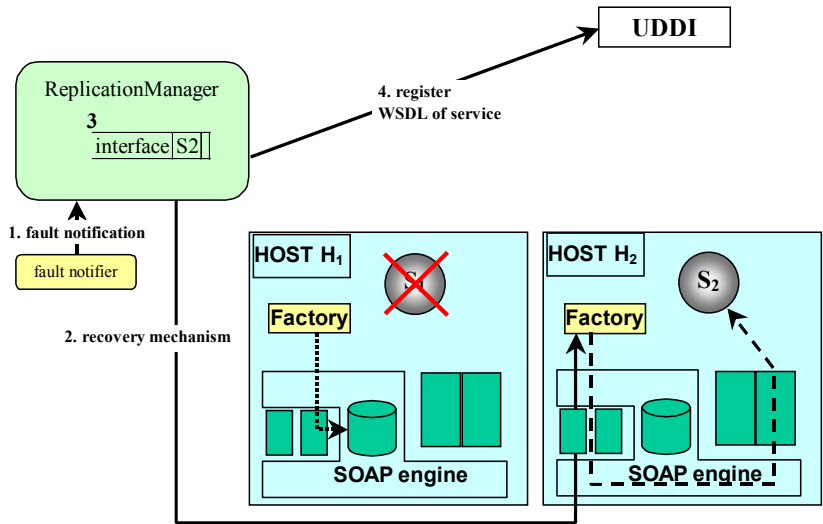 UDDI
ReplicationManager
3
interface S2
4. register
WSDL of service
1. fault notification
fault notifier
2. recovery mechanism
HOST H1
Factory
SOAP engine
HOST H2
S2
Factory
SOAP engine